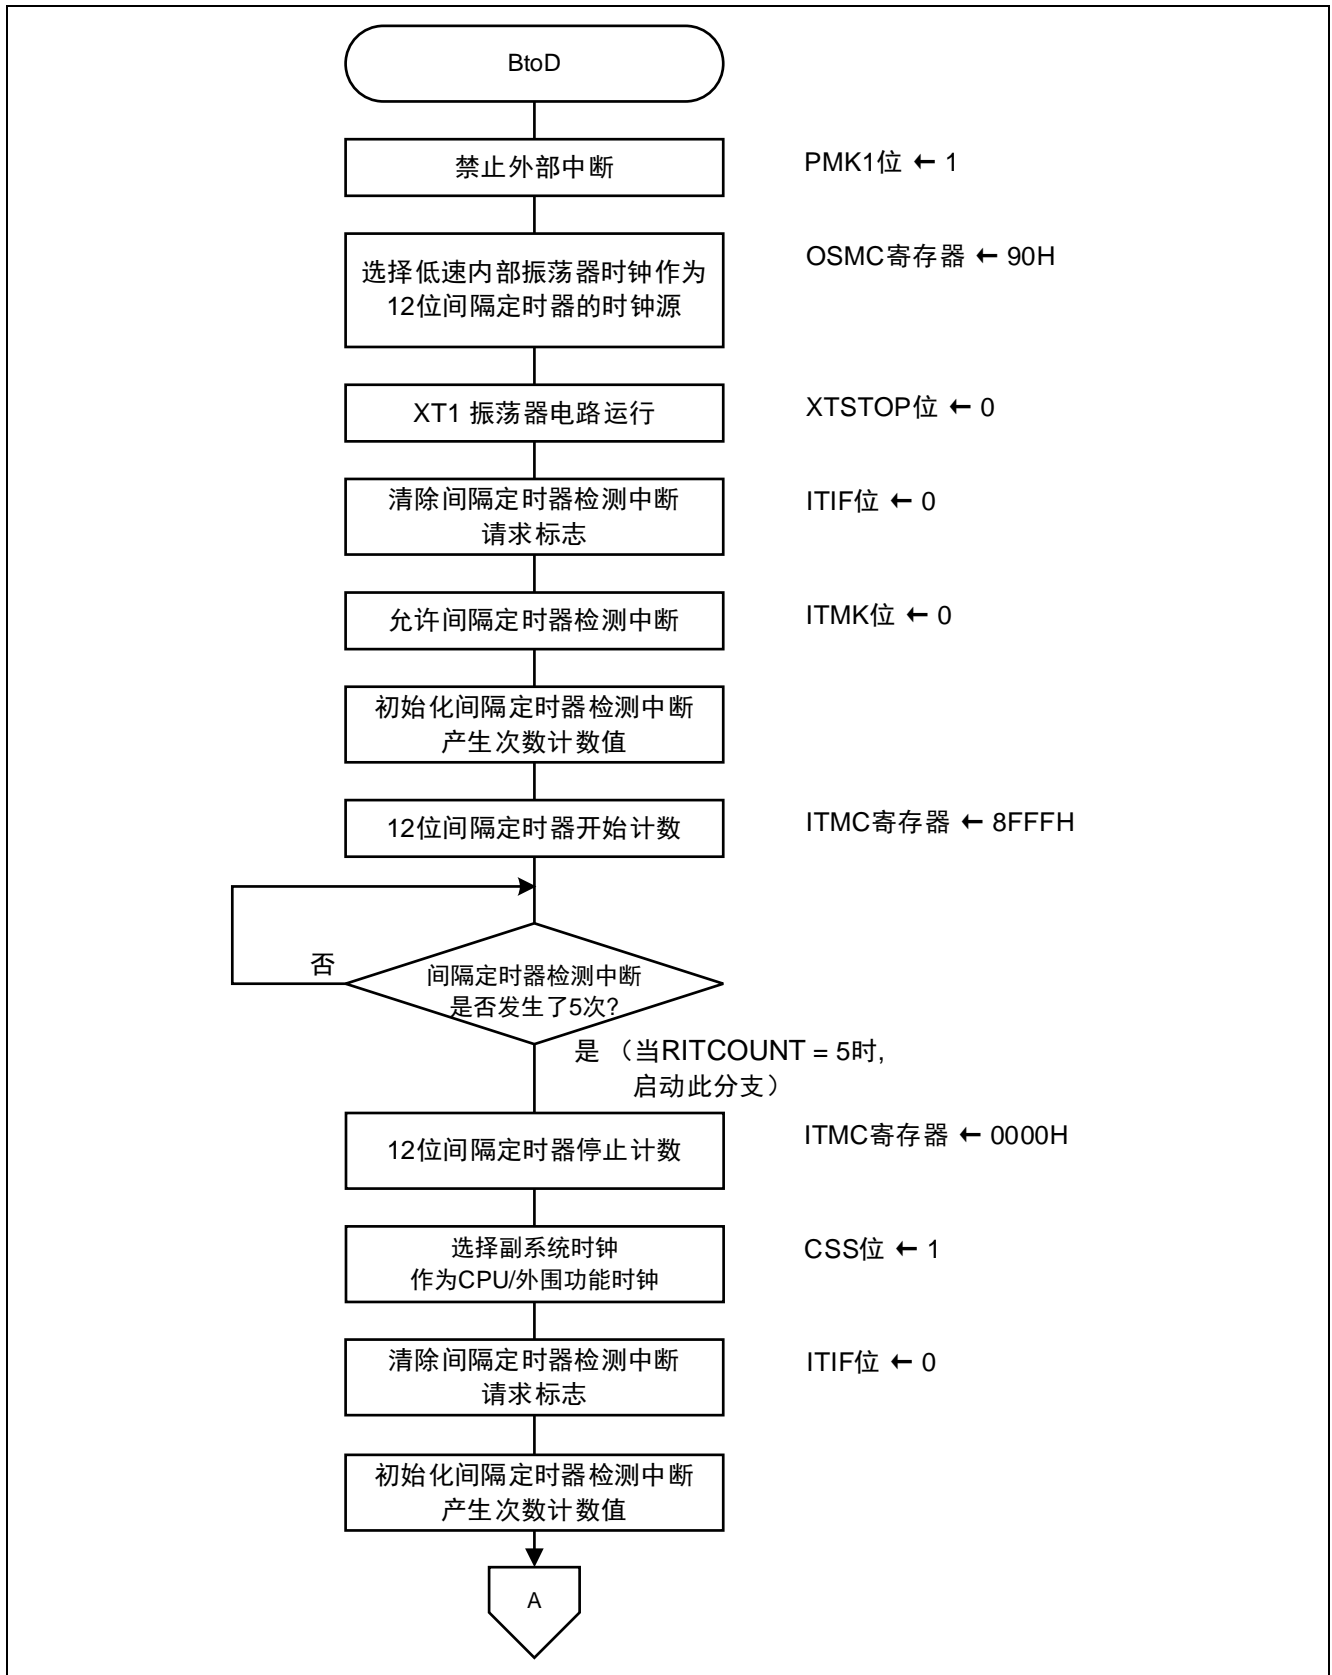 BtoD
禁止外部中断
PMK1位 ← 1
选择低速内部振荡器时钟作为
12位间隔定时器的时钟源
OSMC寄存器 ← 90H
XT1 振荡器电路运行
XTSTOP位 ← 0
清除间隔定时器检测中断
请求标志
ITIF位 ← 0
允许间隔定时器检测中断
ITMK位 ← 0
初始化间隔定时器检测中断
产生次数计数值
12位间隔定时器开始计数
ITMC寄存器 ← 8FFFH
否
间隔定时器检测中断
是否发生了5次?
是 （当RITCOUNT = 5时,
启动此分支）
12位间隔定时器停止计数
ITMC寄存器 ← 0000H
选择副系统时钟
作为CPU/外围功能时钟
CSS位 ← 1
清除间隔定时器检测中断
请求标志
ITIF位 ← 0
初始化间隔定时器检测中断
产生次数计数值
A